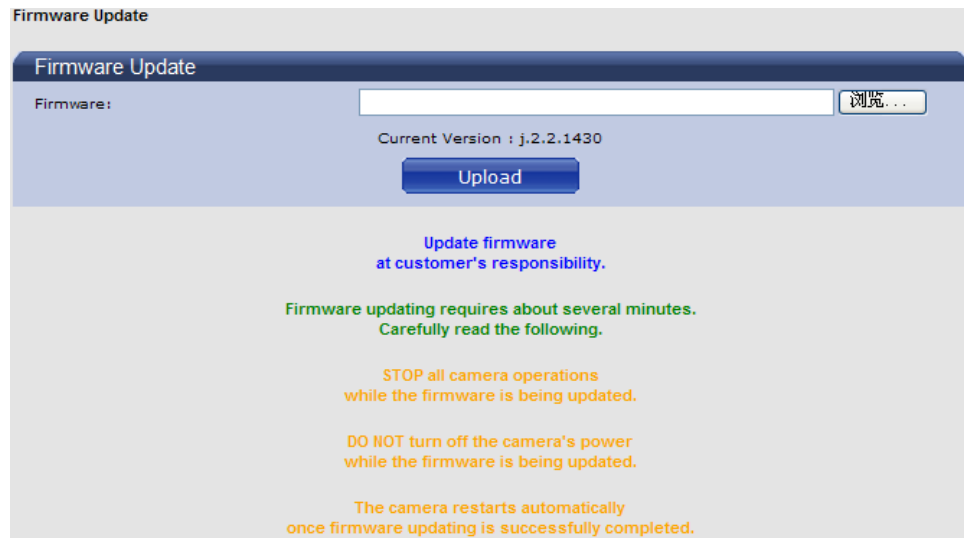 Firmware Update
Firmware Update
Firmware:
浏览...
Current Version : j.2.2.1430
Upload
Update firmware
at customer's responsibility.
Firmware updating requires about several minutes.
Carefully read the following.
STOP all camera operations
while the firmware is being updated.
DO NOT turn off the camera's power
while the firmware is being updated.
The camera restarts automatically
once firmware updating is successfully completed.